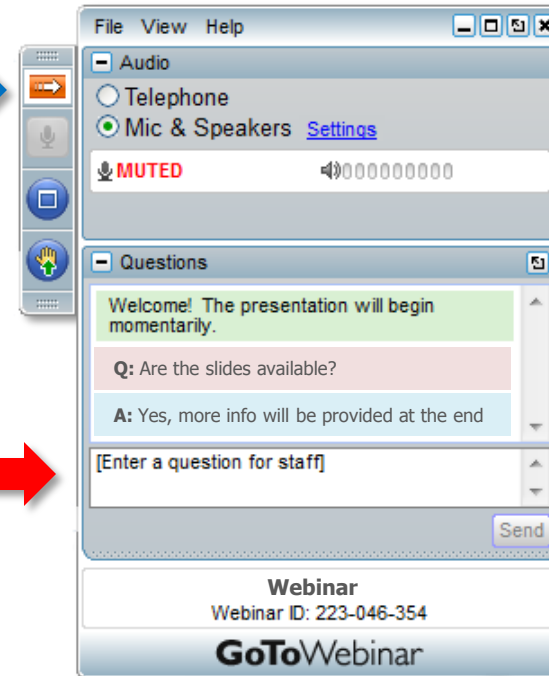 File View Help
Audio
Telephone
Mic & Speakers Settings
MUTED 000000000
Questions
Welcome! The presentation will begin
momentarily.
Q: Are the slides available?
A: Yes, more info will be provided at the end
[Enter a question for staff]
Send
Webinar
Webinar ID: 223-046-354
GoToWebinar